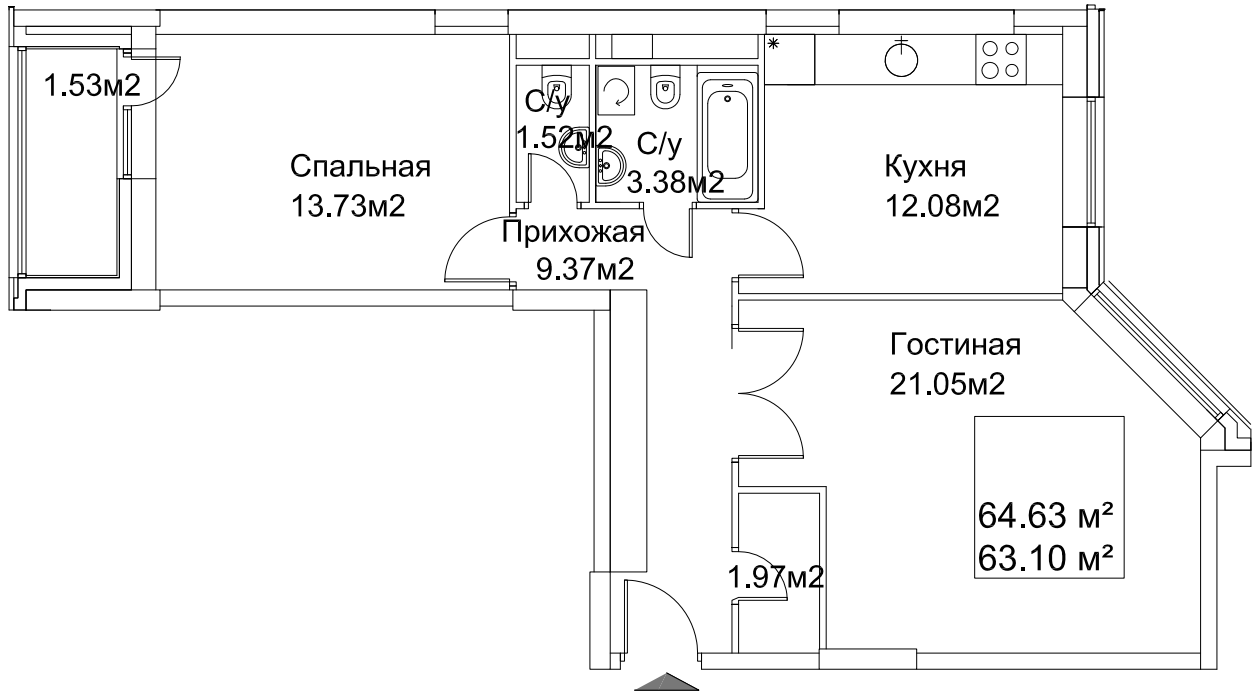 1.53м2
Спальная
13.73м2
С/у
1.52м2
С/у
3.38м2
Кухня
12.08м2
Прихожая
9.37м2
Гостиная
21.05м2
1.97м2
64.63 м²
63.10 м²